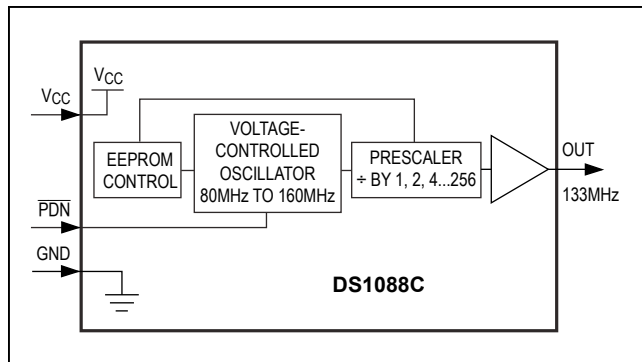 VCC
VCC
EEPROM
CONTROL
VOLTAGE-
CONTROLLED
OSCILLATOR
80MHz TO 160MHz
PRESCALER
÷ BY 1, 2, 4...256
OUT
133MHz
PDN
GND
DS1088C